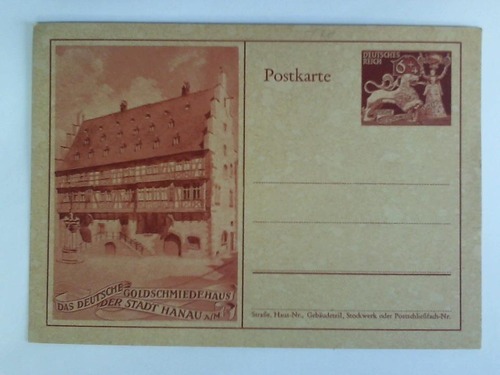 Postkarte
DEUTSCHES
REICH
6
DAS DEUTSCHE GOLDSCHMIEDEHAUS
DER STADT HANAU a/M
Straße, Haus-Nr., Gebäudeteil, Stockwerk oder Postschließfach-Nr.